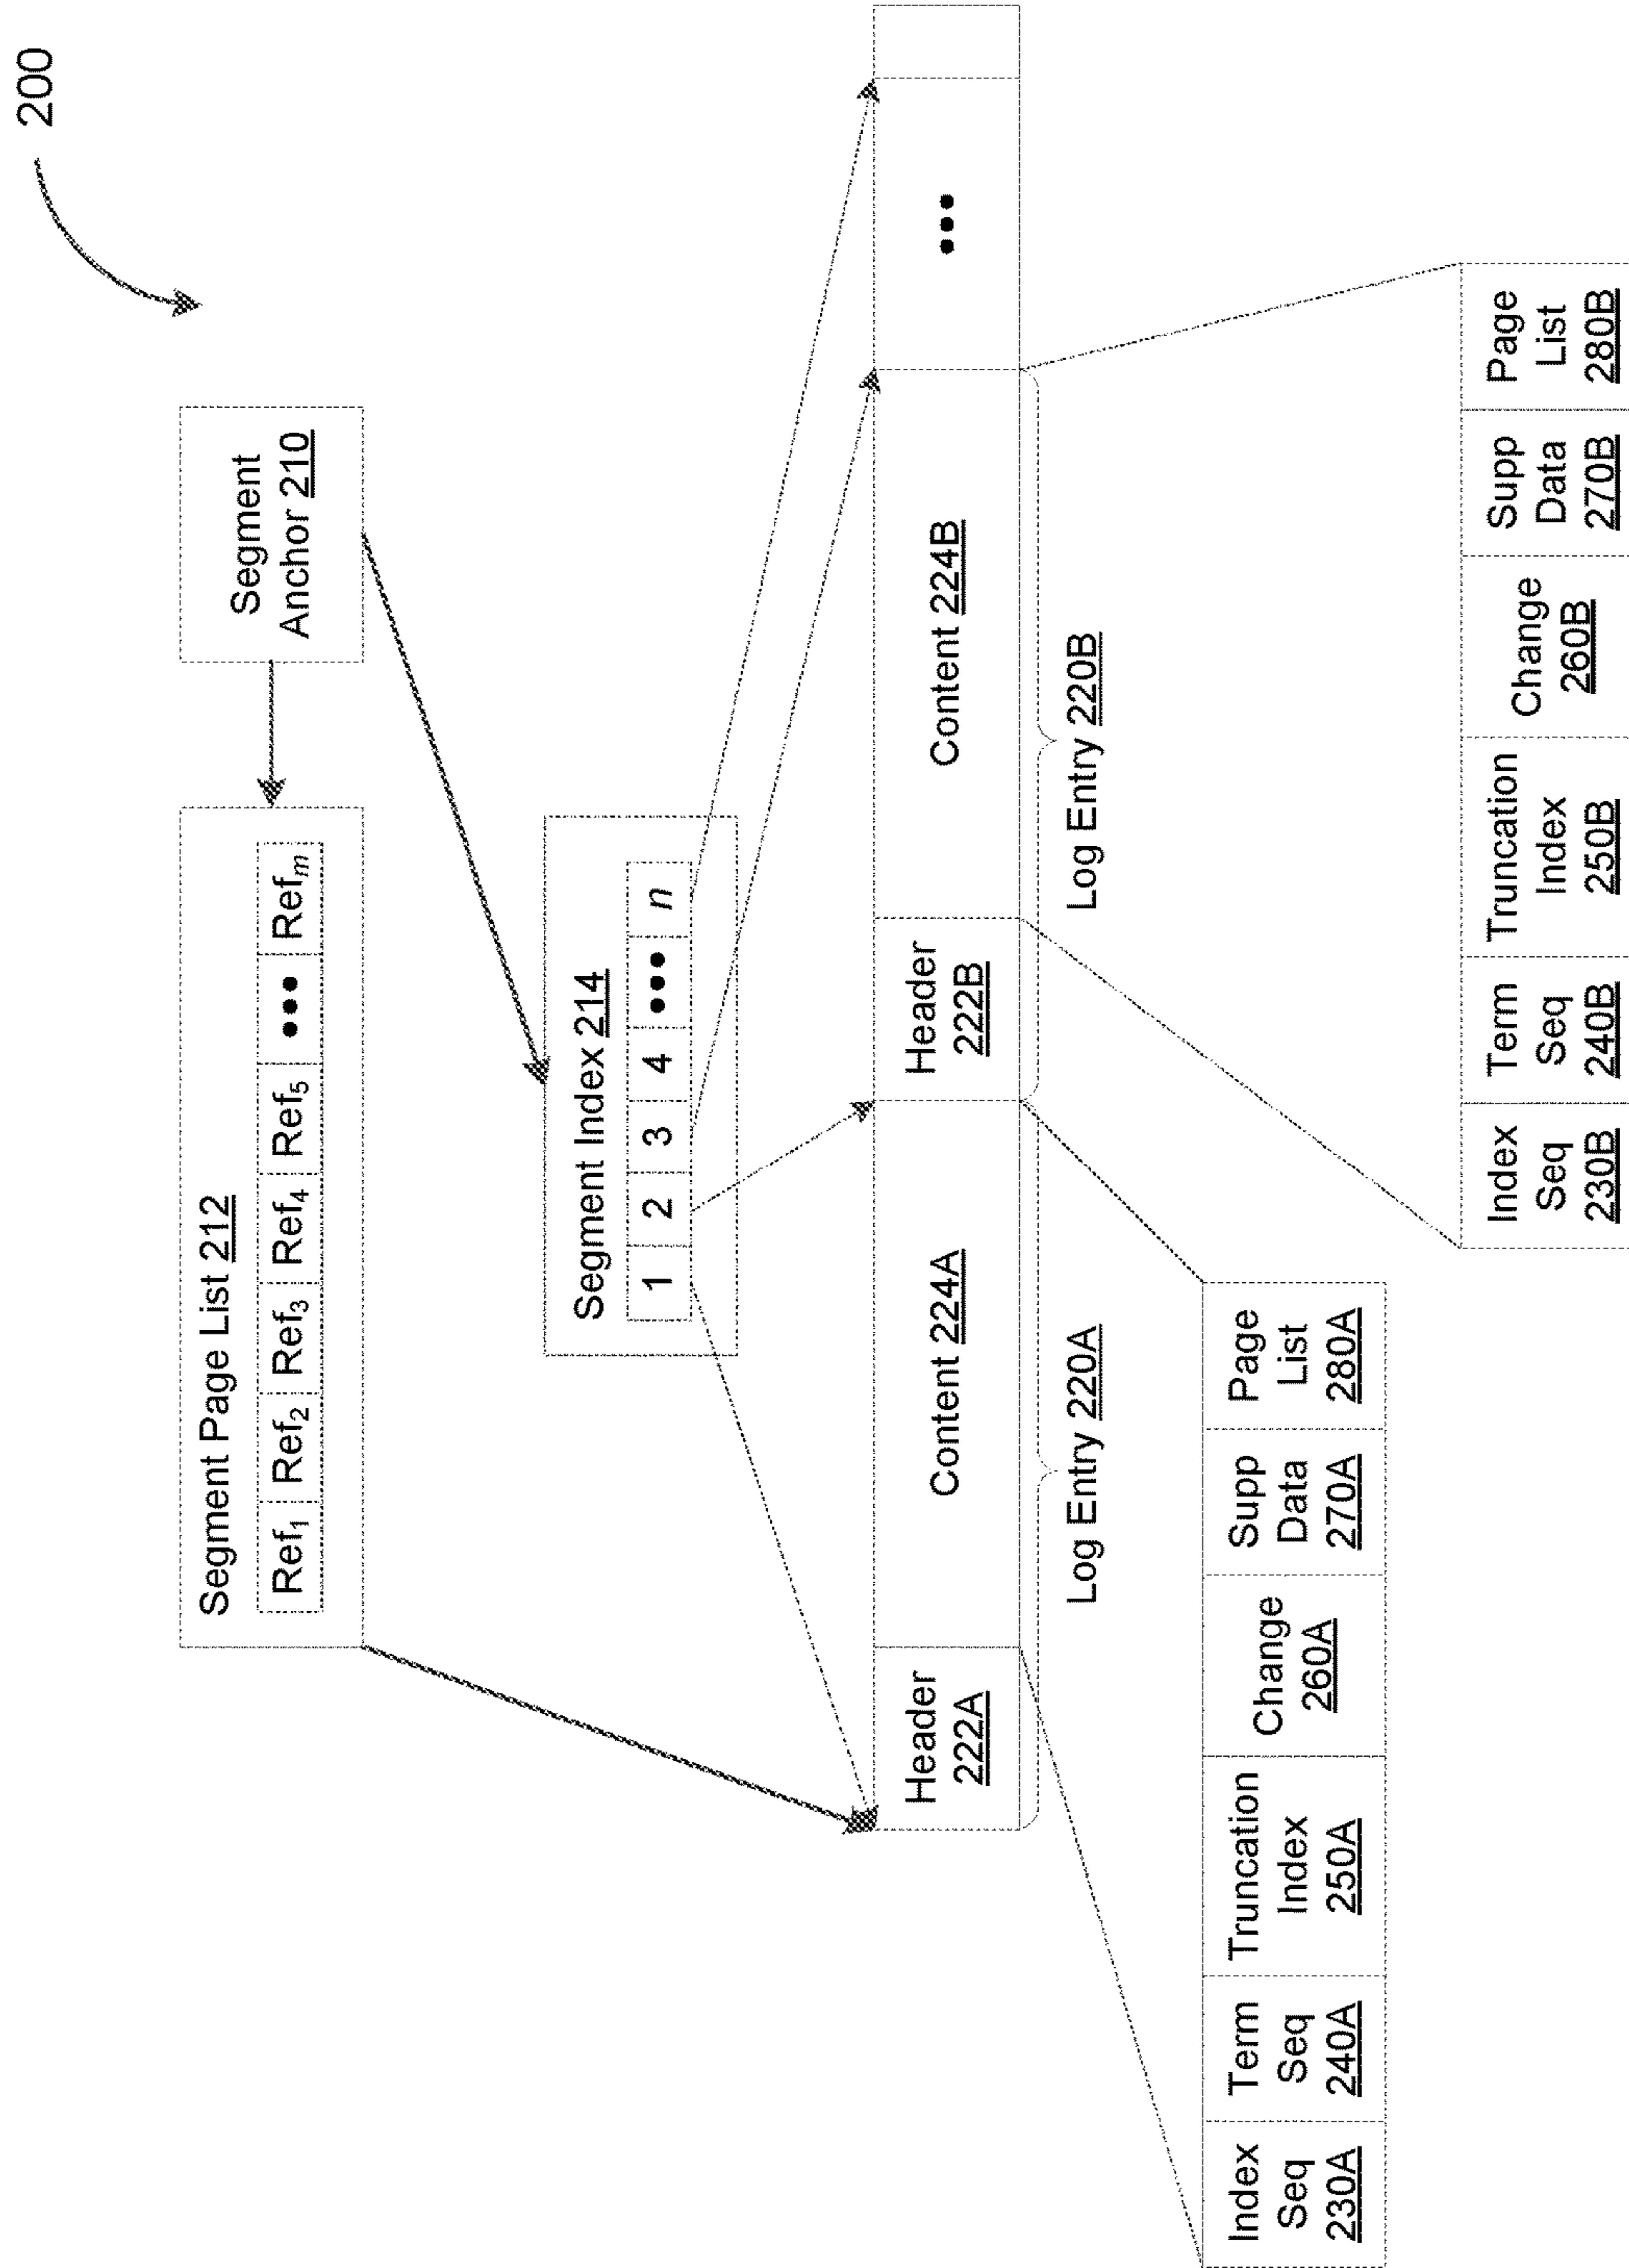 200
Segment
Anchor 210
Segment Page List 212
Ref₁ Ref₂ Ref₃ Ref₄ Ref₅ ••• Refₘ
Segment Index 214
1 2 3 4 ••• n
Header
222A
Content 224A
Header
222B
Content 224B
•••
Log Entry 220A
Log Entry 220B
Index
Seq
230A
Term
Seq
240A
Truncation
Index
250A
Change
260A
Supp
Data
270A
Page
List
280A
Index
Seq
230B
Term
Seq
240B
Truncation
Index
250B
Change
260B
Supp
Data
270B
Page
List
280B